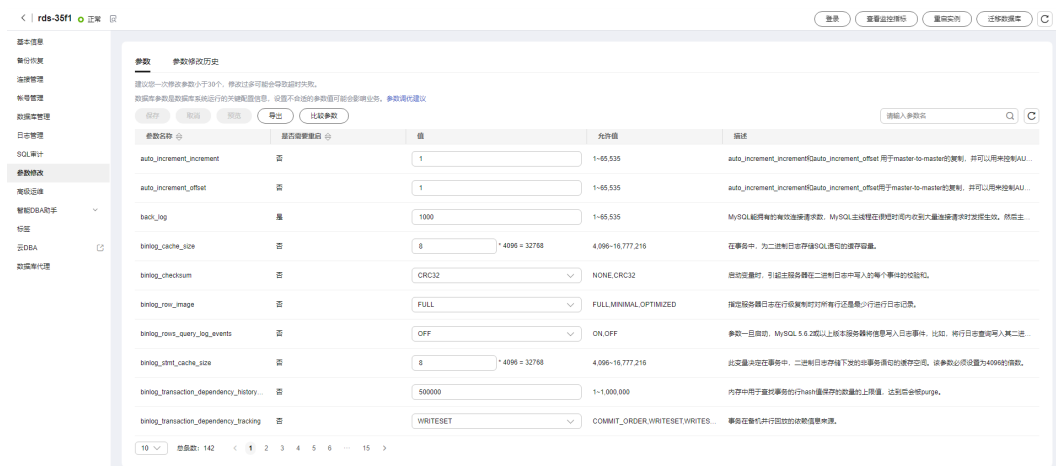 rds-35f1 正常
登录 查看监控指标 重启实例 迁移数据库
基本信息
备份恢复
连接管理
帐号管理
数据库管理
日志管理
SQL审计
参数修改
高级运维
智能DBA助手
标签
云DBA
数据库代理
参数 参数修改历史
建议您一次修改参数小于30个，修改过多可能会导致超时失败。
数据库参数是数据库系统运行的关键配置信息，设置不合适的参数值可能会影响业务。参数调优建议
保存 取消 预览 导出 比较参数 请输入参数名
参数名称 是否需要重启 值 允许值 描述
auto_increment_increment 否 1 1~65,535 auto_increment_increment和auto_increment_offset 用于master-to-master的复制，并可以用来控制AU...
auto_increment_offset 否 1 1~65,535 auto_increment_increment和auto_increment_offset用于master-to-master的复制，并可以用来控制AU...
back_log 是 1000 1~65,535 MySQL能拥有的有效连接请求数，MySQL主线程在很短时间内收到大量连接请求时发挥生效。然后主...
binlog_cache_size 否 8 * 4096 = 32768 4,096~16,777,216 在事务中，为二进制日志存储SQL语句的缓存容量。
binlog_checksum 否 CRC32 NONE,CRC32 启动变量时，引起主服务器在二进制日志中写入的每个事件的校验和。
binlog_row_image 否 FULL FULL,MINIMAL,OPTIMIZED 指定服务器日志在行级复制时对所有行还是最少行进行日志记录。
binlog_rows_query_log_events 否 OFF ON,OFF 参数一旦启动，MySQL 5.6.2或以上版本服务器将信息写入日志事件，比如，将行日志查询写入其二进...
binlog_stmt_cache_size 否 8 * 4096 = 32768 4,096~16,777,216 此变量决定在事务中，二进制日志存储下发的非事务语句的缓存空间。该参数必须设置为4096的倍数。
binlog_transaction_dependency_history... 否 500000 1~1,000,000 内存中用于查找事务的行hash值保存的数量的上限值，达到后会被purge。
binlog_transaction_dependency_tracking 否 WRITESET COMMIT_ORDER,WRITESET,WRITES... 事务在备机并行回放的依赖信息来源。
10 总条数：142 < 1 2 3 4 5 6 ... 15 >